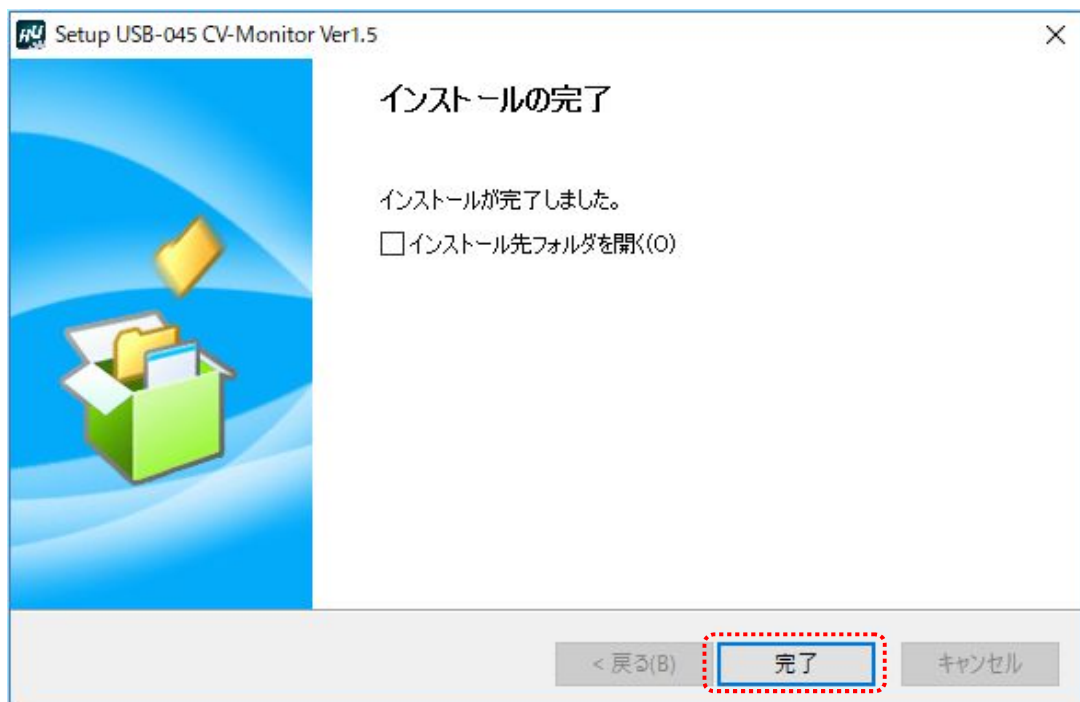 Setup USB-045 CV-Monitor Ver1.5
インストールの完了
インストールが完了しました。
インストール先フォルダを開く(O)
< 戻る(B)
完了
キャンセル